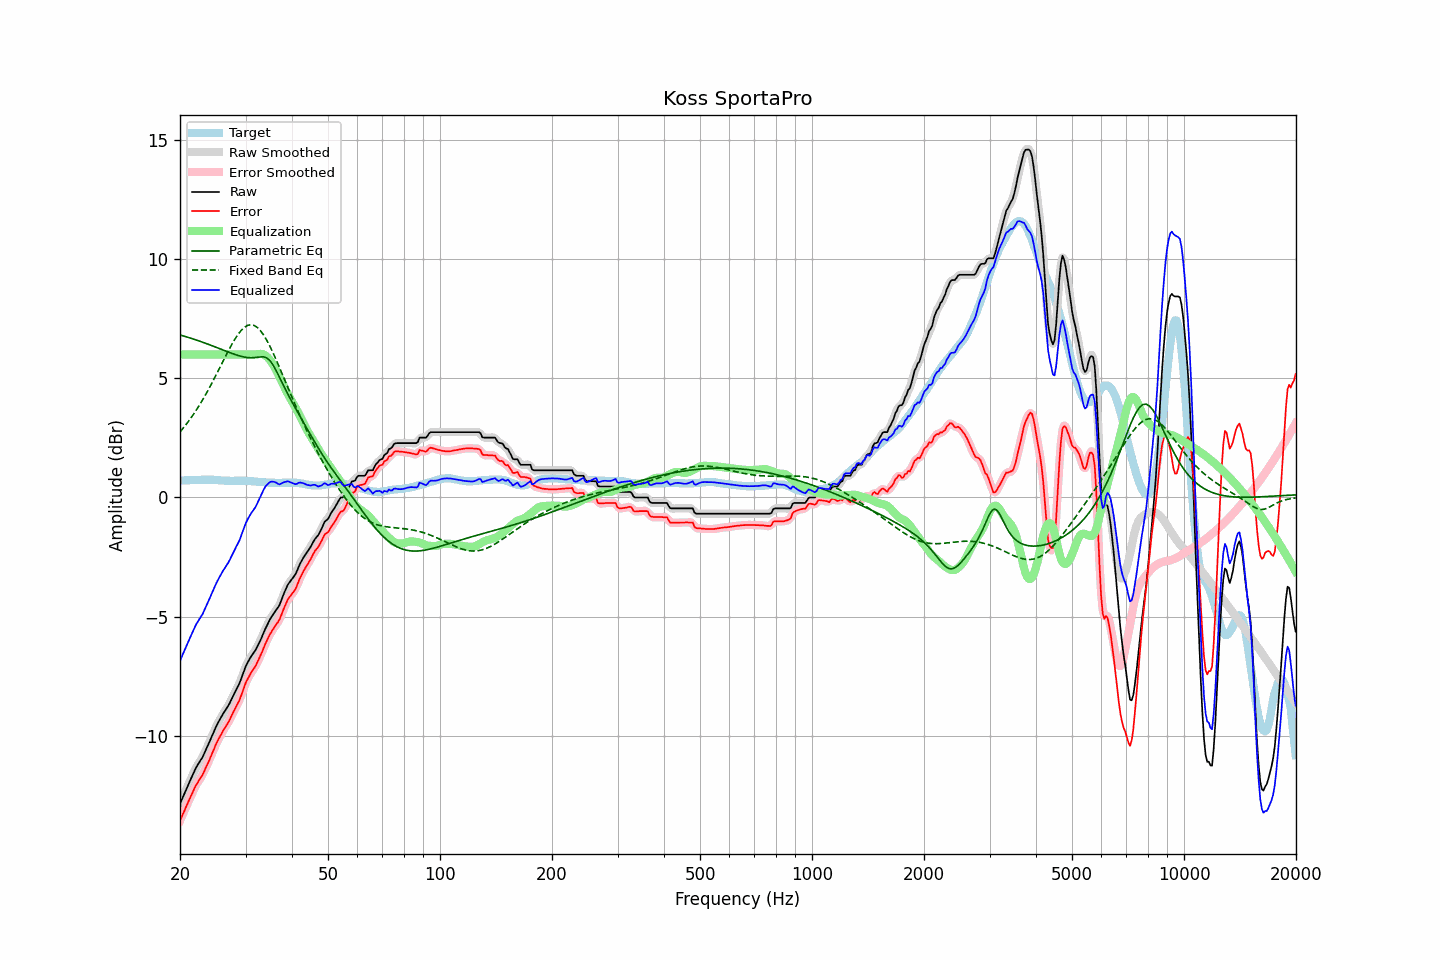 Koss SportaPro
Target
Raw Smoothed
Error Smoothed
Raw
Error
Equalization
Parametric Eq
Fixed Band Eq
Equalized
15
10
5
0
−5
−10
Amplitude (dBr)
20
50
100
200
500
1000
2000
5000
10000
20000
Frequency (Hz)